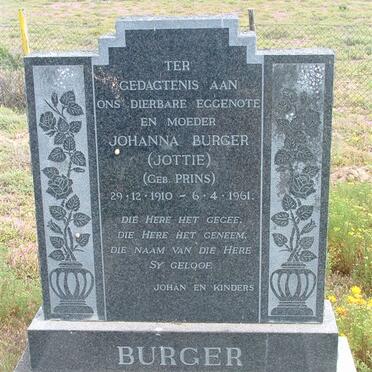 TER
GEDAGTENIS AAN
ONS DIERBARE EGGENOTE
EN MOEDER
JOHANNA BURGER
(JOTTIE)
(GEB. PRINS)
29-12-1910 - 6-4-1961.
DIE HERE HET GEGEE,
DIE HERE HET GENEEM,
DIE NAAM VAN DIE HERE
SY GELOOF.
JOHAN EN KINDERS
BURGER